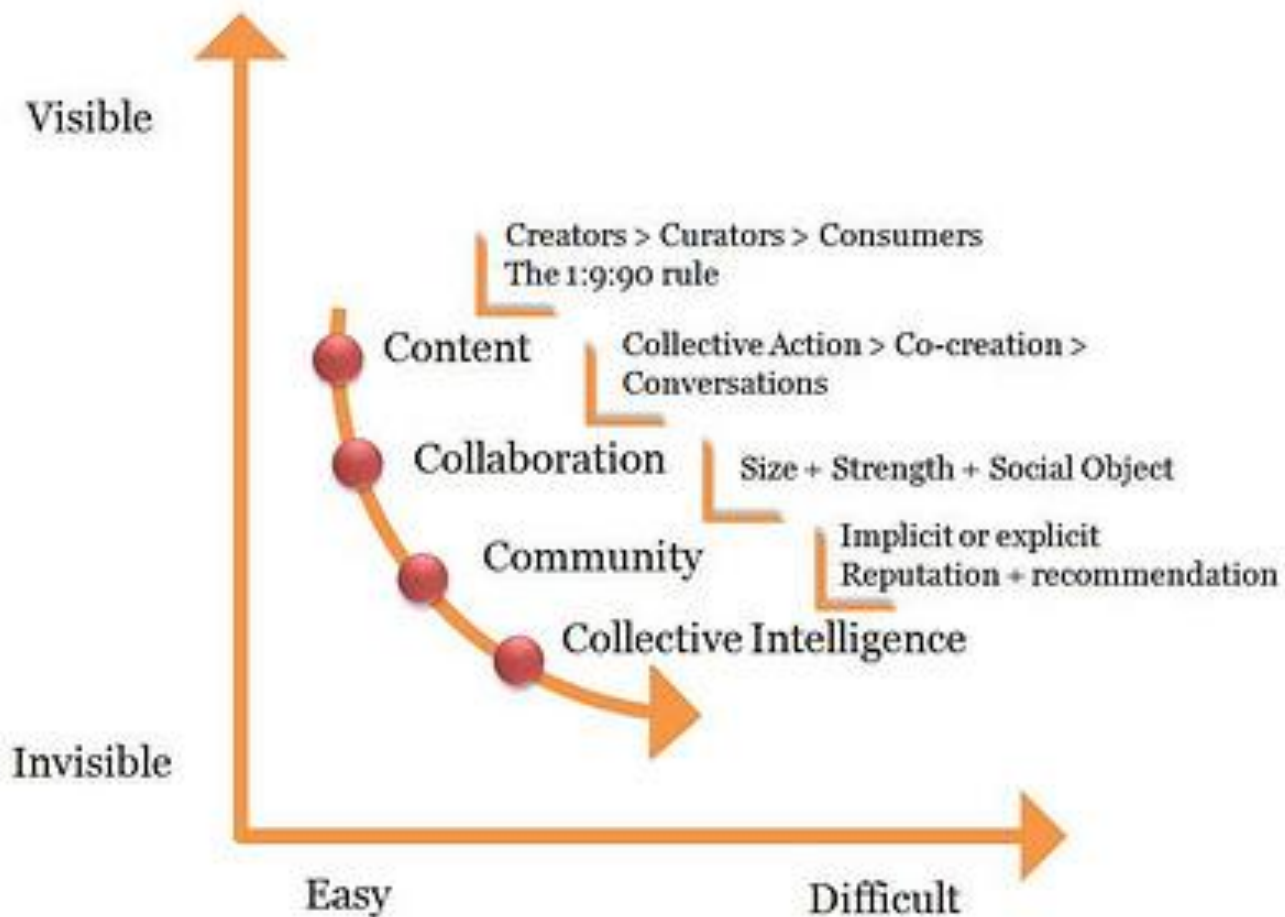 Visible
Creators > Curators > Consumers
The 1:9:90 rule
Content
Collective Action > Co-creation >
Conversations
Collaboration
Size + Strength + Social Object
Community
Implicit or explicit
Reputation + recommendation
Collective Intelligence
Invisible
Easy
Difficult